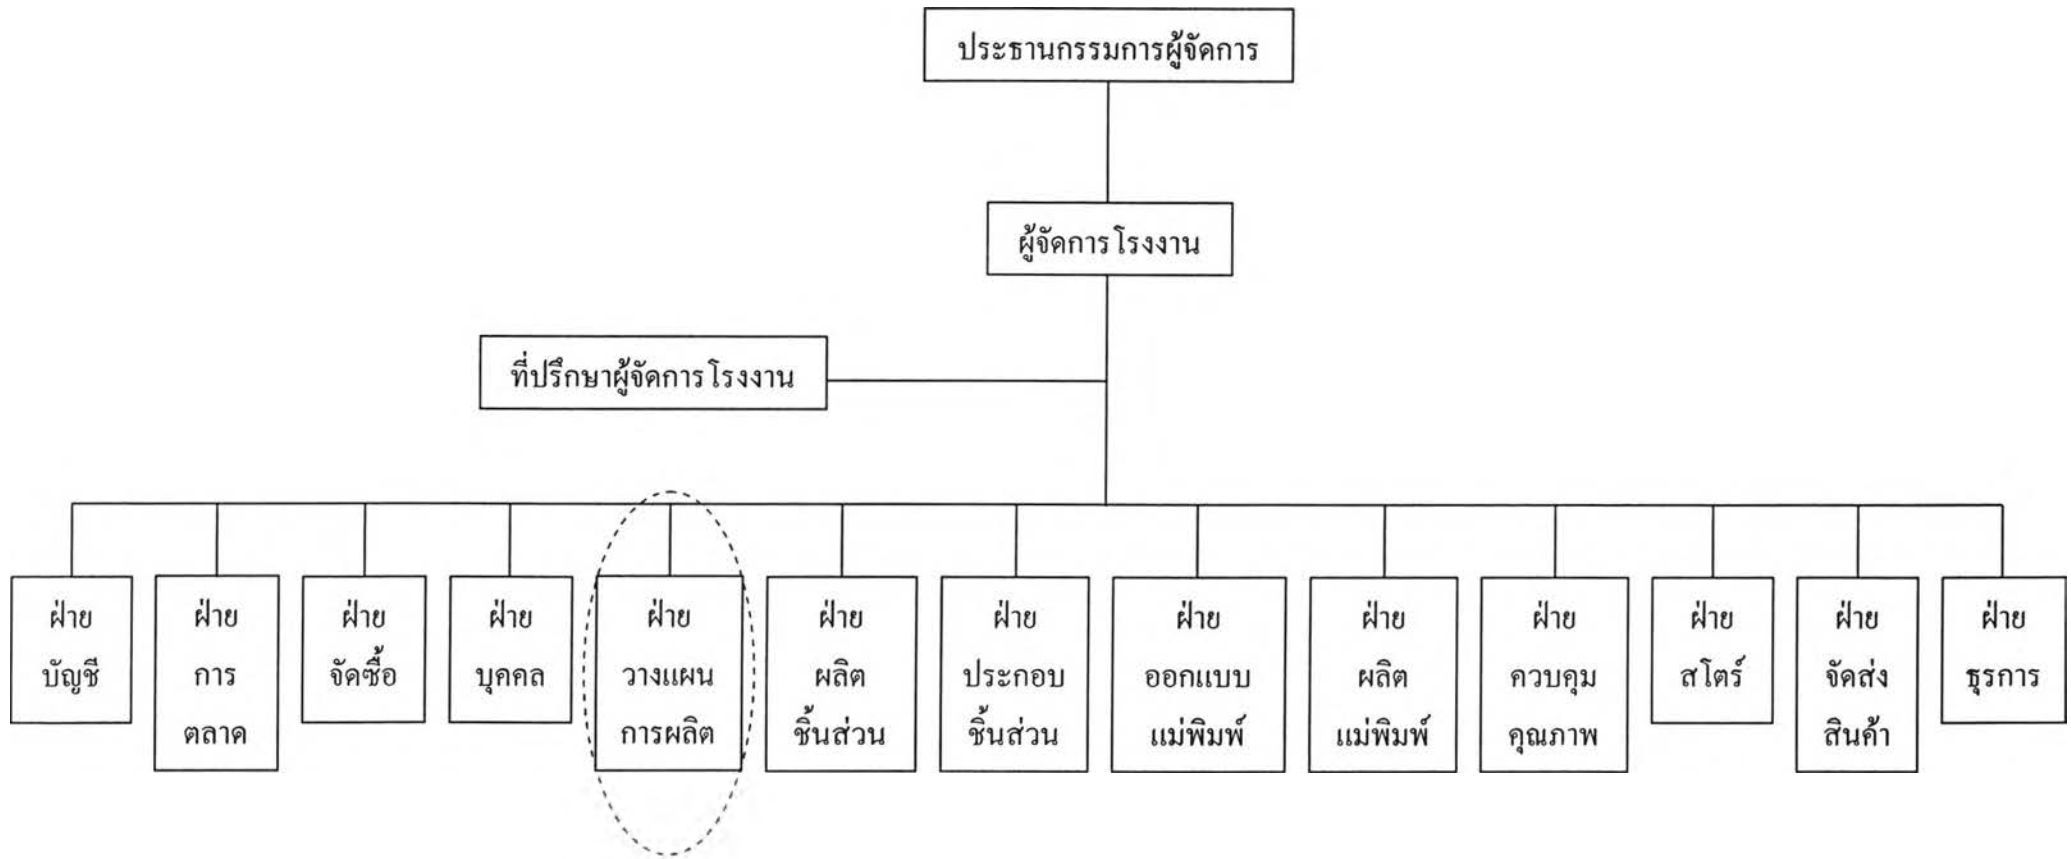 ประธานกรรมการผู้จัดการ
ผู้จัดการโรงงาน
ที่ปรึกษาผู้จัดการโรงงาน
ฝ่าย
บัญชี
ฝ่าย
การ
ตลาด
ฝ่าย
จัดซื้อ
ฝ่าย
บุคคล
ฝ่าย
วางแผน
การผลิต
ฝ่าย
ผลิต
ชิ้นส่วน
ฝ่าย
ประกอบ
ชิ้นส่วน
ฝ่าย
ออกแบบ
แม่พิมพ์
ฝ่าย
ผลิต
แม่พิมพ์
ฝ่าย
ควบคุม
คุณภาพ
ฝ่าย
สโตร์
ฝ่าย
จัดส่ง
สินค้า
ฝ่าย
ธุรการ